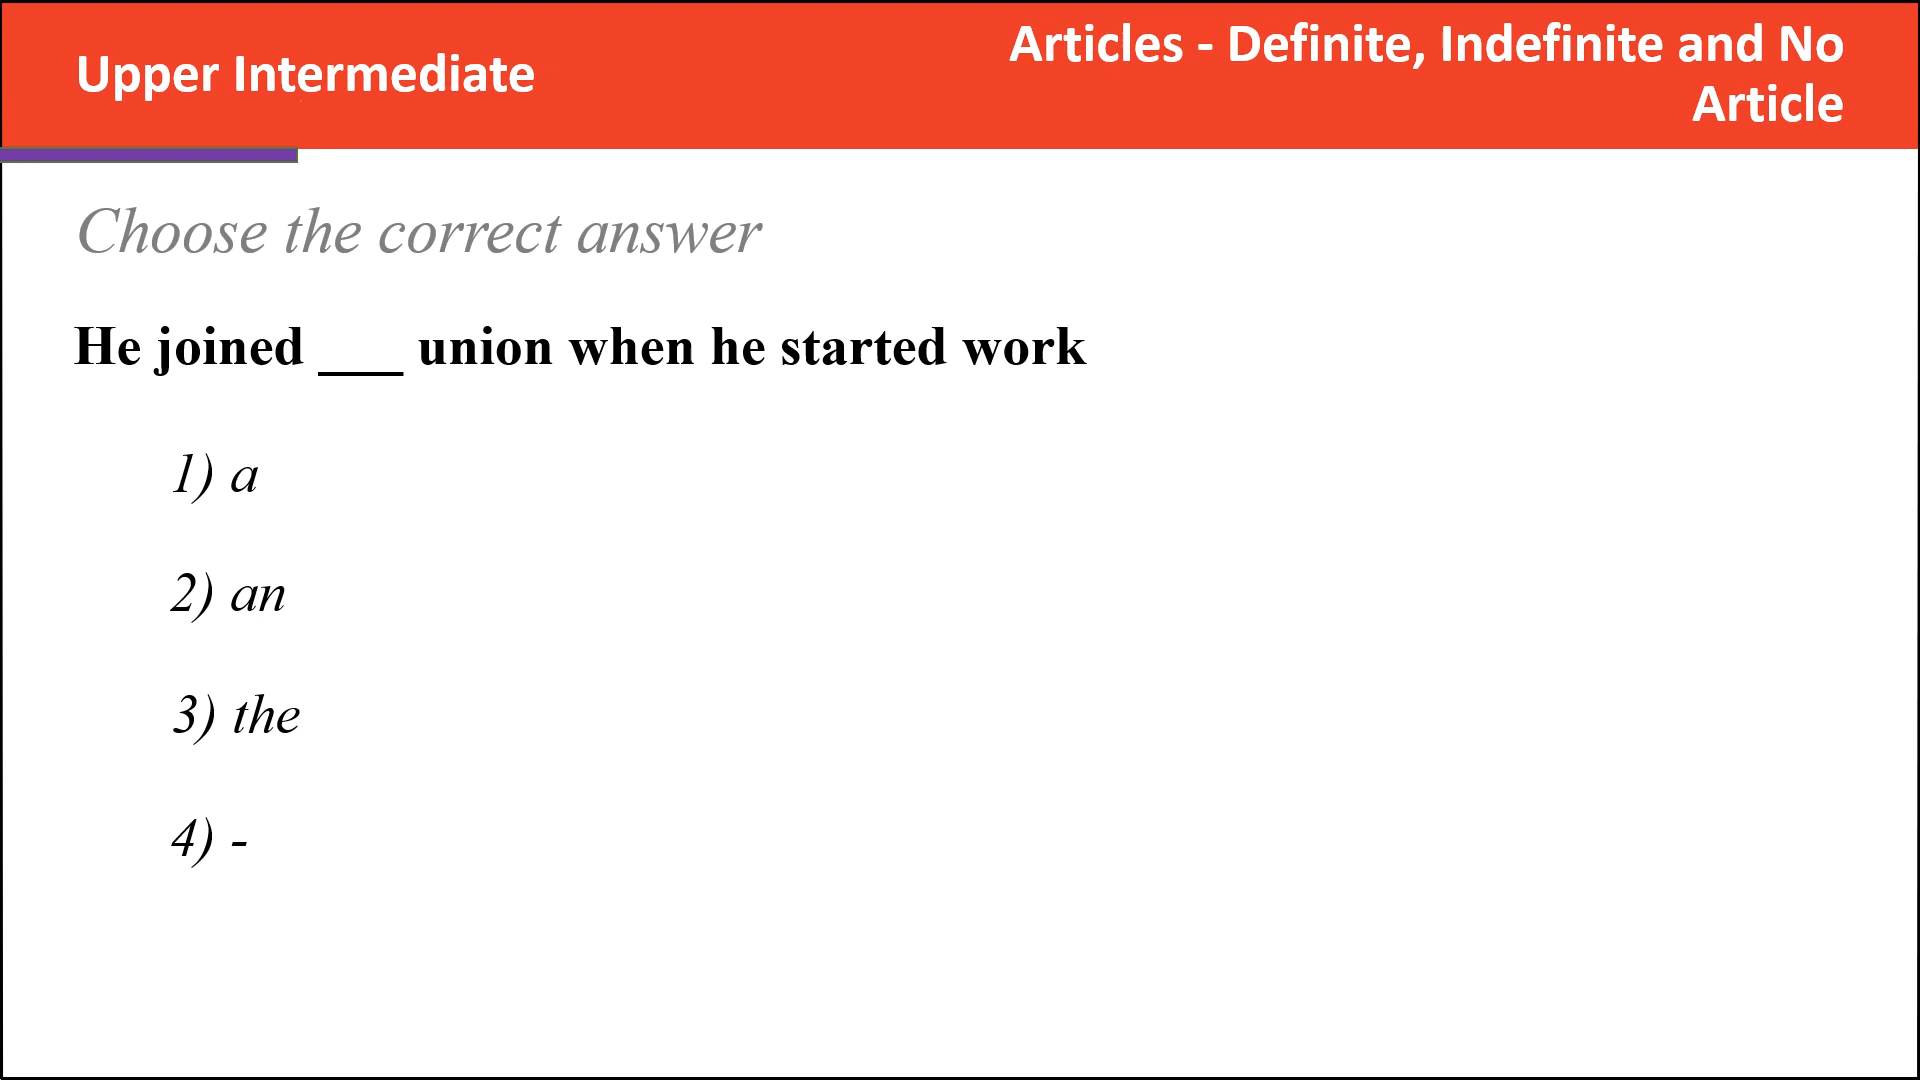 Upper Intermediate
Articles - Definite, Indefinite and No
Article
Choose the correct answer
He joined ___ union when he started work
1) a
2) an
3) the
4) -